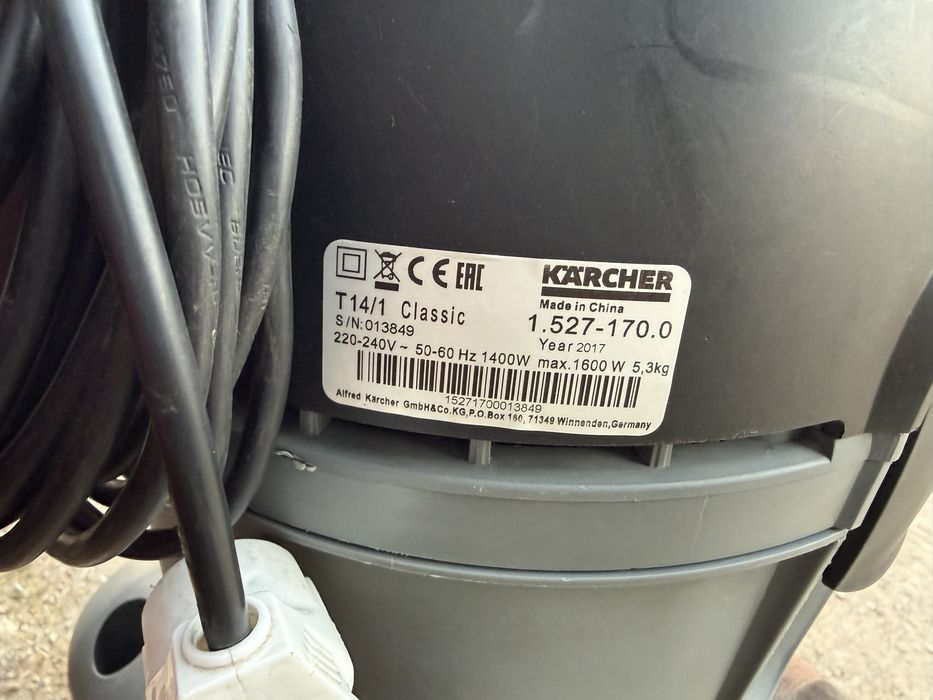 CE EAC
KÄRCHER
T14/1 Classic
Made in China
S/N:013849
1.527-170.0
Year 2017
220-240V ~ 50-60 Hz 1400W max.1600 W 5,3kg
15271700013849
Alfred Kärcher GmbH&Co.KG,P.O.Box 160, 71349 Winnenden,Germany